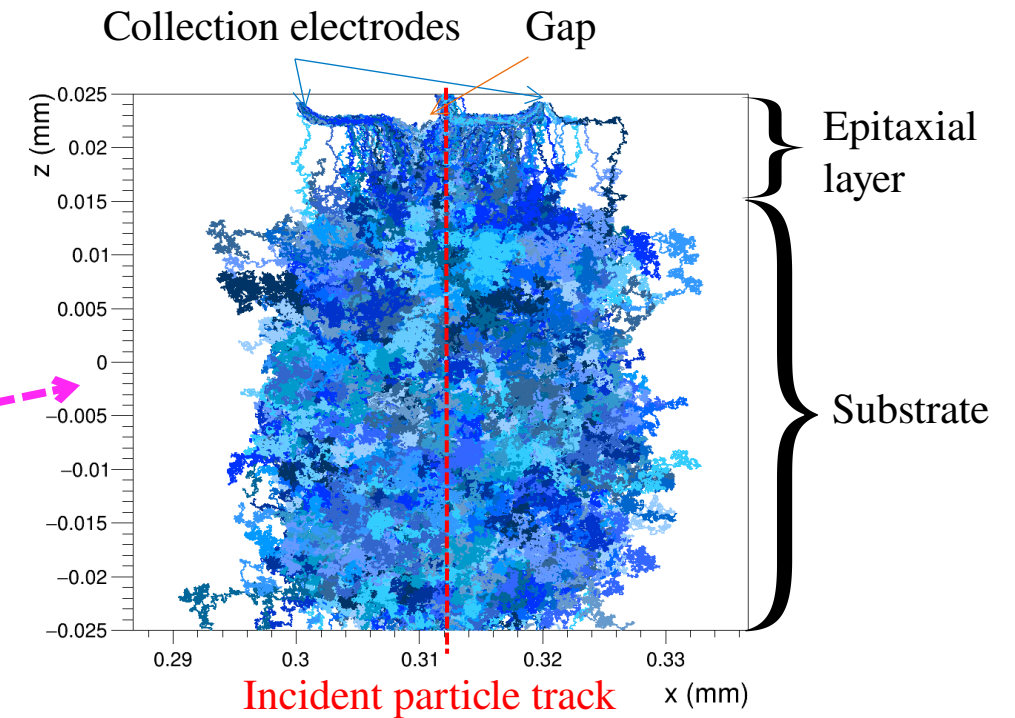 Collection electrodes
Gap
z (mm)
0.025
0.02
0.015
0.01
0.005
0
−0.005
−0.01
−0.015
−0.02
−0.025
Epitaxial
layer
Substrate
0.29
0.3
0.31
0.32
0.33
Incident particle track
x (mm)